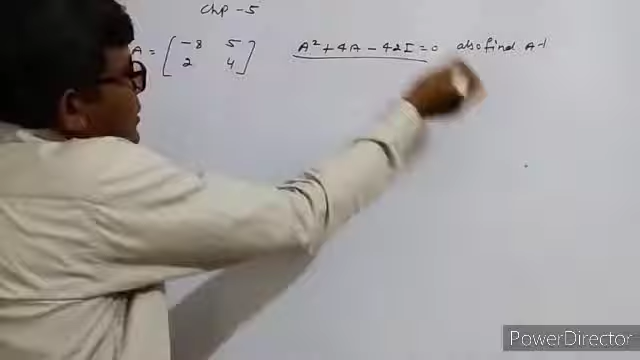 Chp - 5
A = [ -8 5 A² + 4A - 42I = 0 also find A-1
2 4 ]
PowerDirector